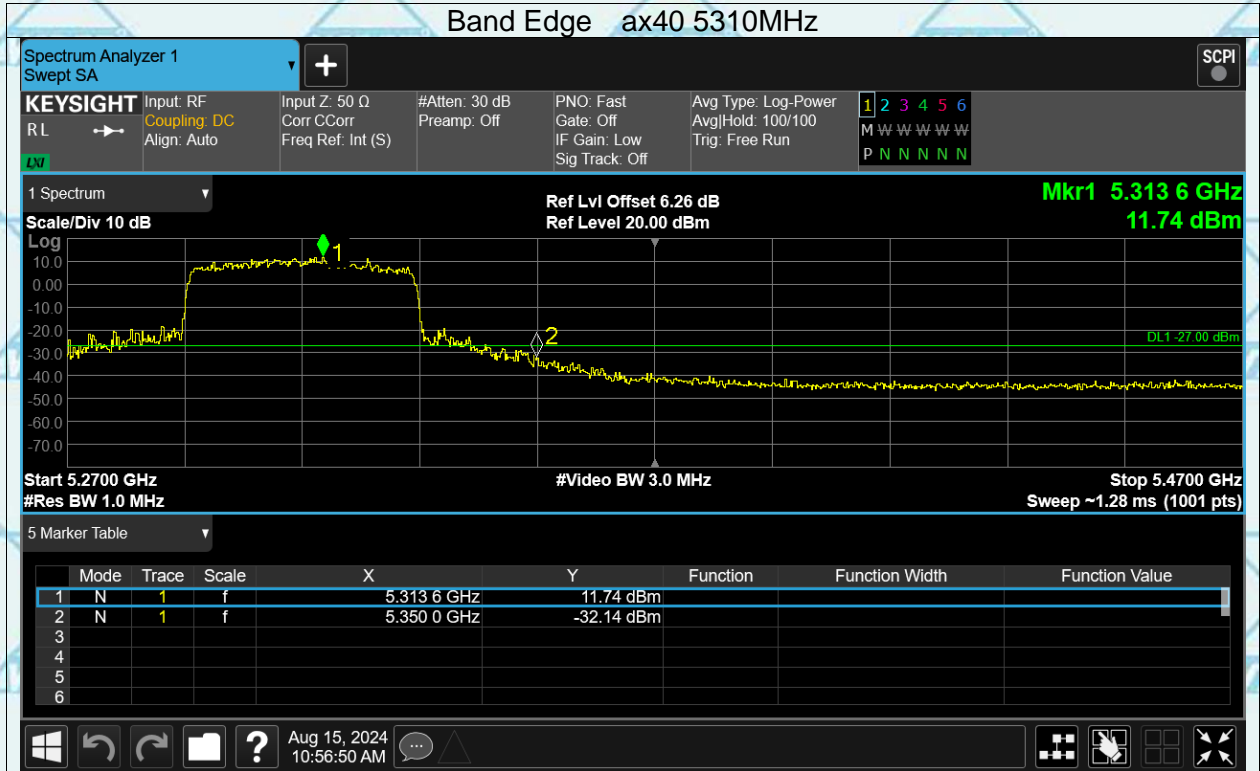 Band Edge ax40 5310MHz
Spectrum Analyzer 1
Swept SA
+
SCPI
KEYSIGHT
RL
LXI
Input: RF
Coupling: DC
Align: Auto
Input Z: 50 Ω
Corr CCorr
Freq Ref: Int (S)
#Atten: 30 dB
Preamp: Off
PNO: Fast
Gate: Off
IF Gain: Low
Sig Track: Off
Avg Type: Log-Power
Avg|Hold: 100/100
Trig: Free Run
1 2 3 4 5 6
M W W W W W
P N N N N N N
1 Spectrum
Scale/Div 10 dB
Ref Lvl Offset 6.26 dB
Ref Level 20.00 dBm
Mkr1 5.313 6 GHz
11.74 dBm
Log
10.0
0.00
-10.0
-20.0
-30.0
-40.0
-50.0
-60.0
-70.0
1
2
DL1 -27.00 dBm
Start 5.2700 GHz
#Video BW 3.0 MHz
Stop 5.4700 GHz
#Res BW 1.0 MHz
Sweep ~1.28 ms (1001 pts)
5 Marker Table
Mode Trace Scale X Y Function Function Width Function Value
1 N 1 f 5.313 6 GHz 11.74 dBm
2 N 1 f 5.350 0 GHz -32.14 dBm
3
4
5
6
?
Aug 15, 2024
10:56:50 AM